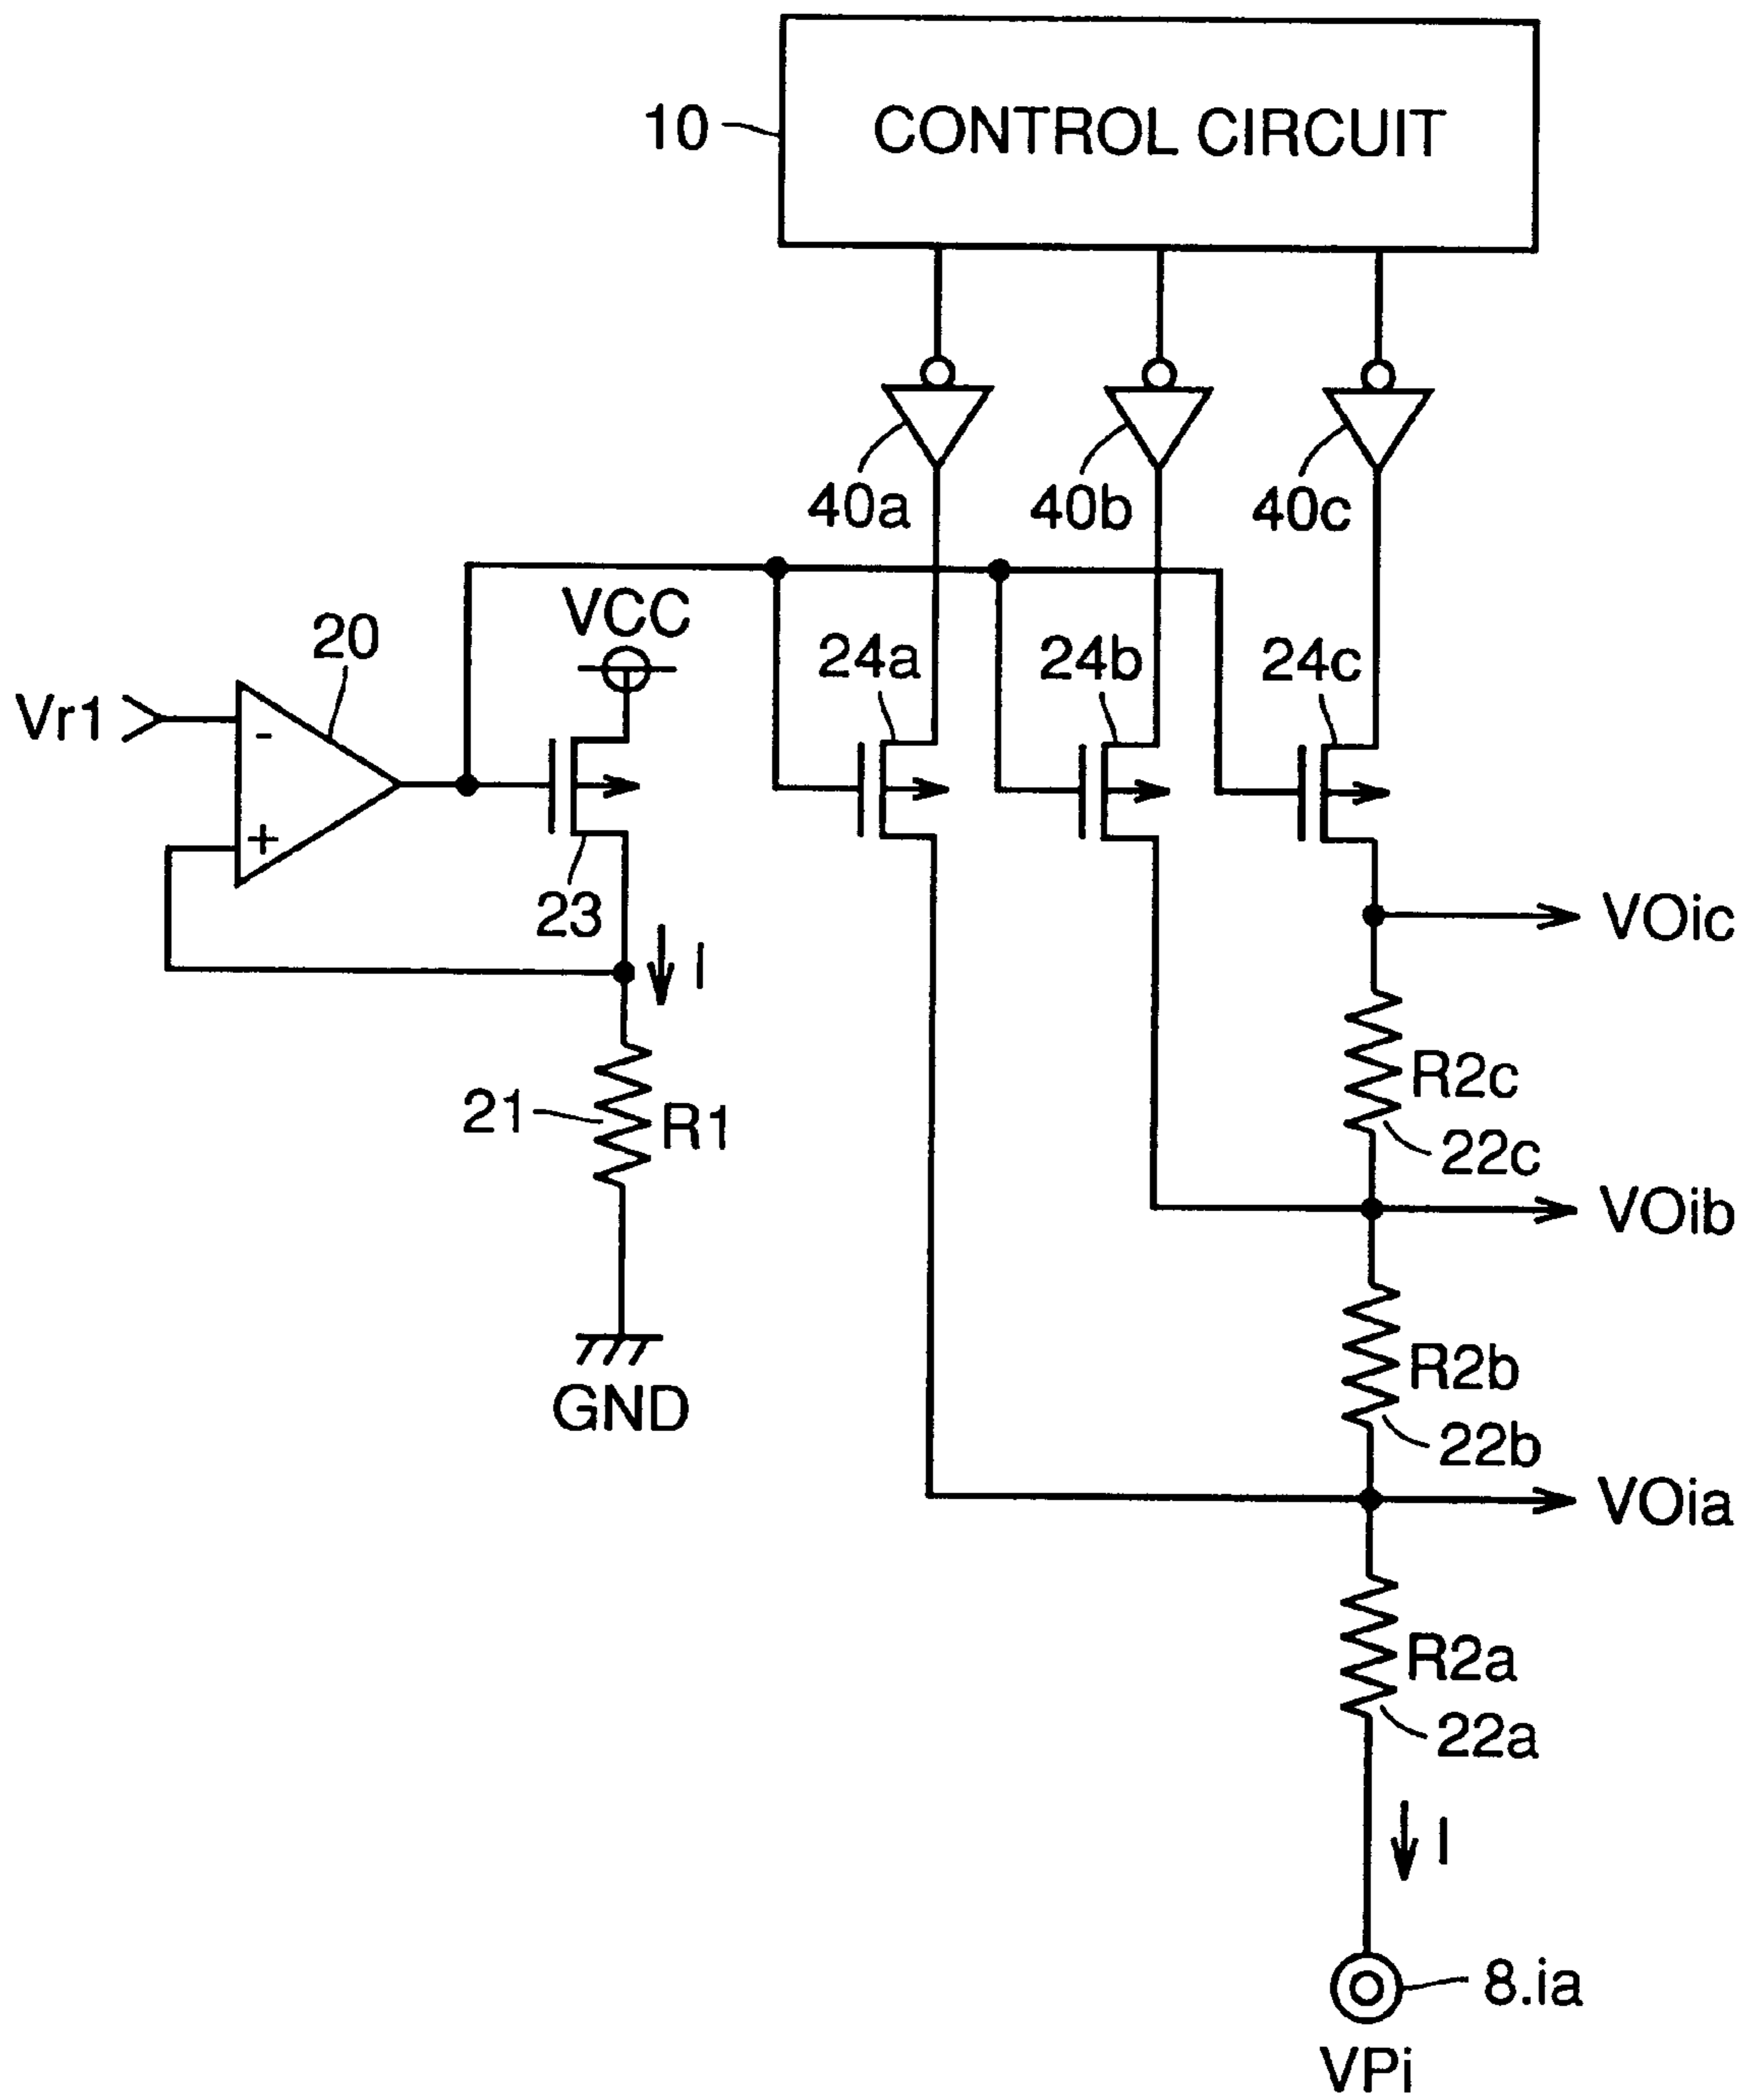 10
CONTROL CIRCUIT
40a
40b
40c
VCC
20
24a
24b
24c
Vr1
-
+
23
I
VOic
R2c
21
R1
22c
VOib
R2b
GND
22b
VOia
R2a
22a
I
8.ia
VPi